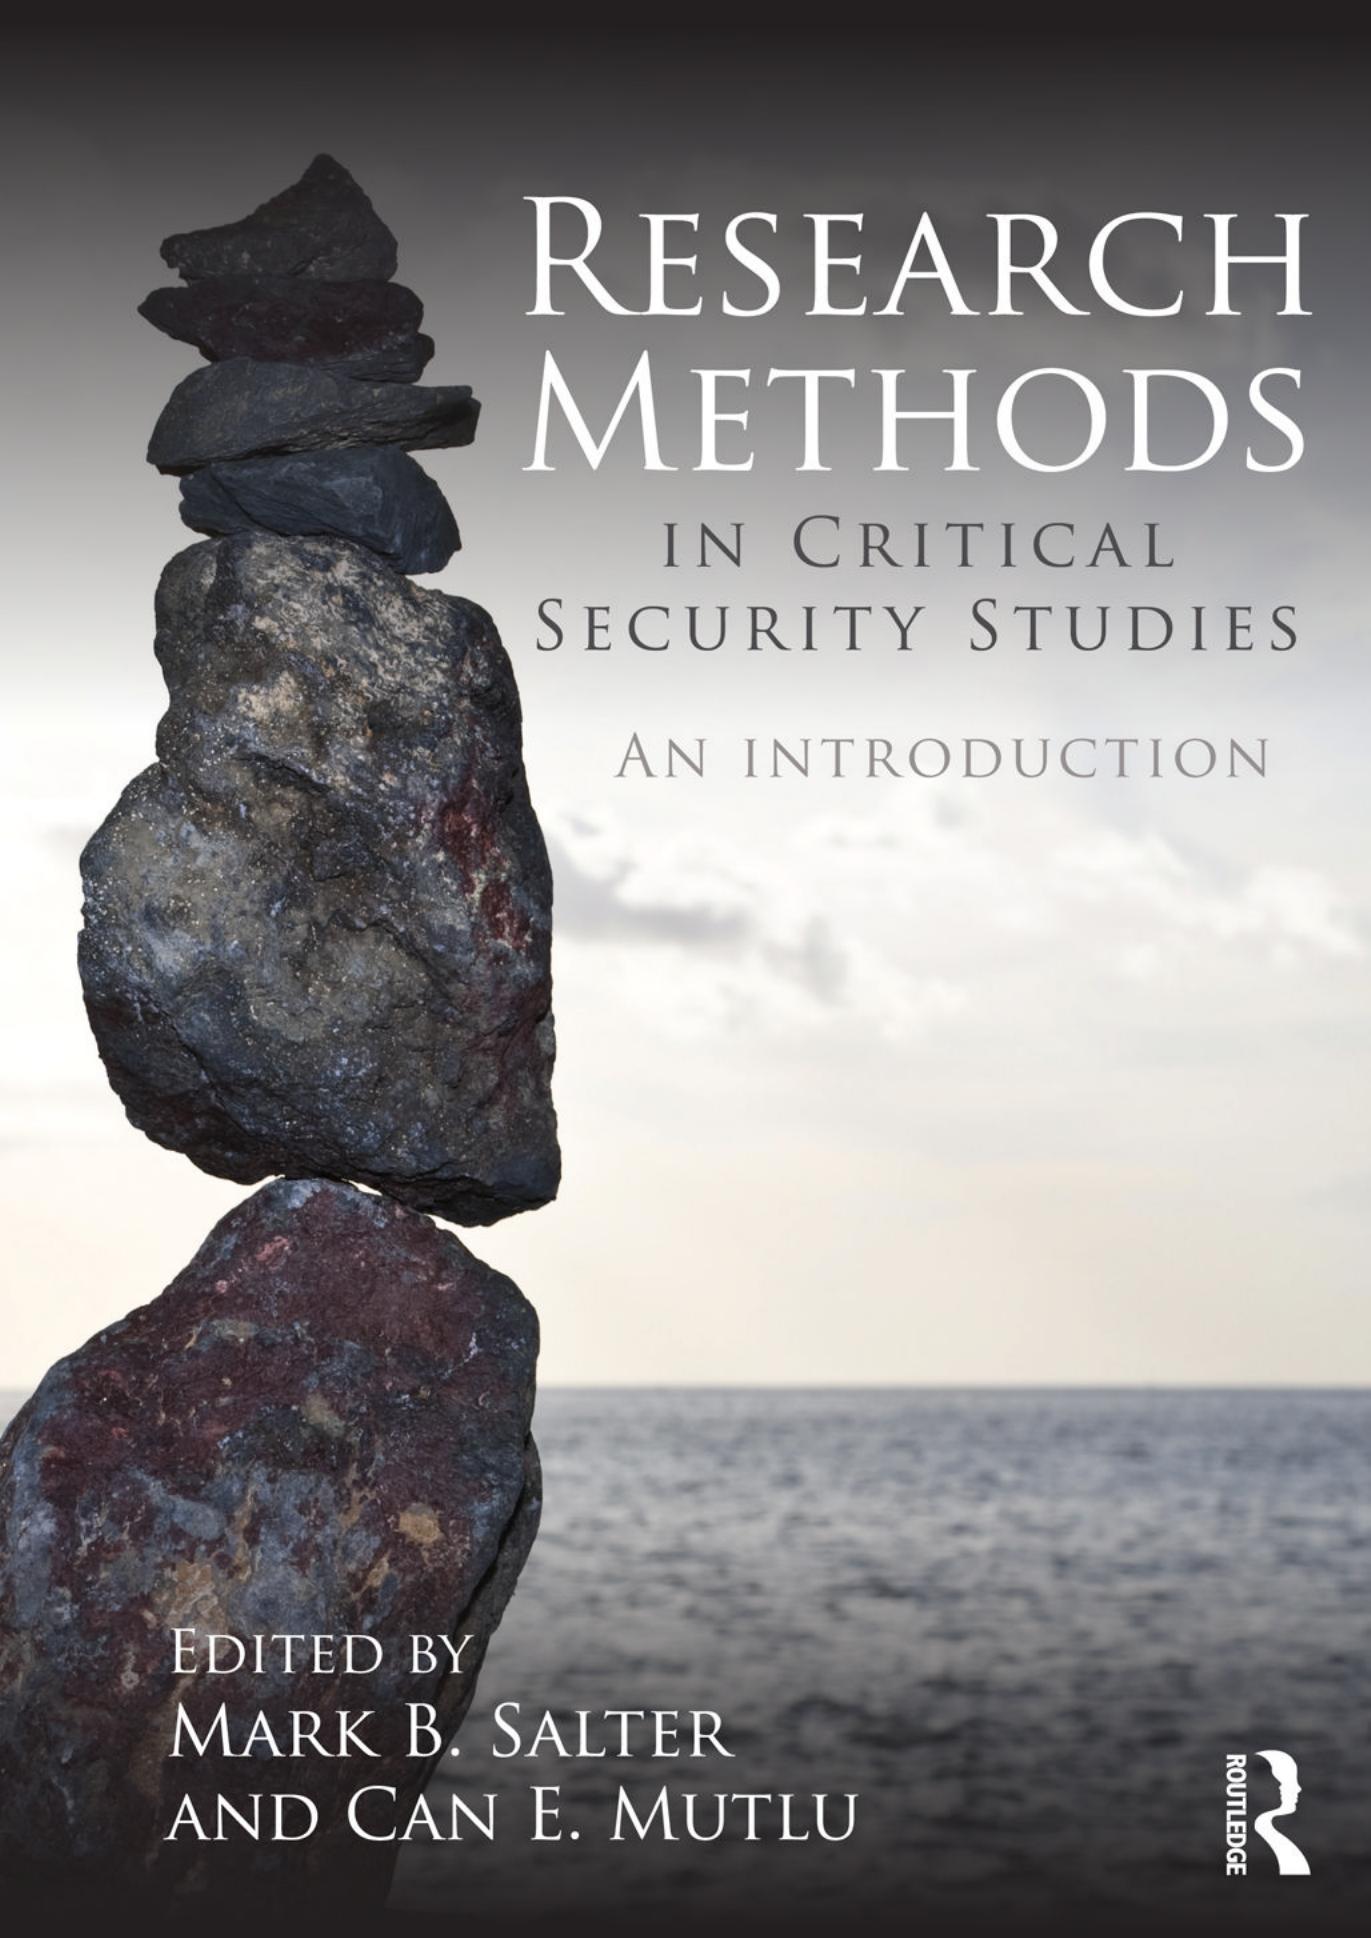 RESEARCH
METHODS
IN CRITICAL
SECURITY STUDIES
AN INTRODUCTION
EDITED BY
MARK B. SALTER
AND CAN E. MUTLU
ROUTLEDGE